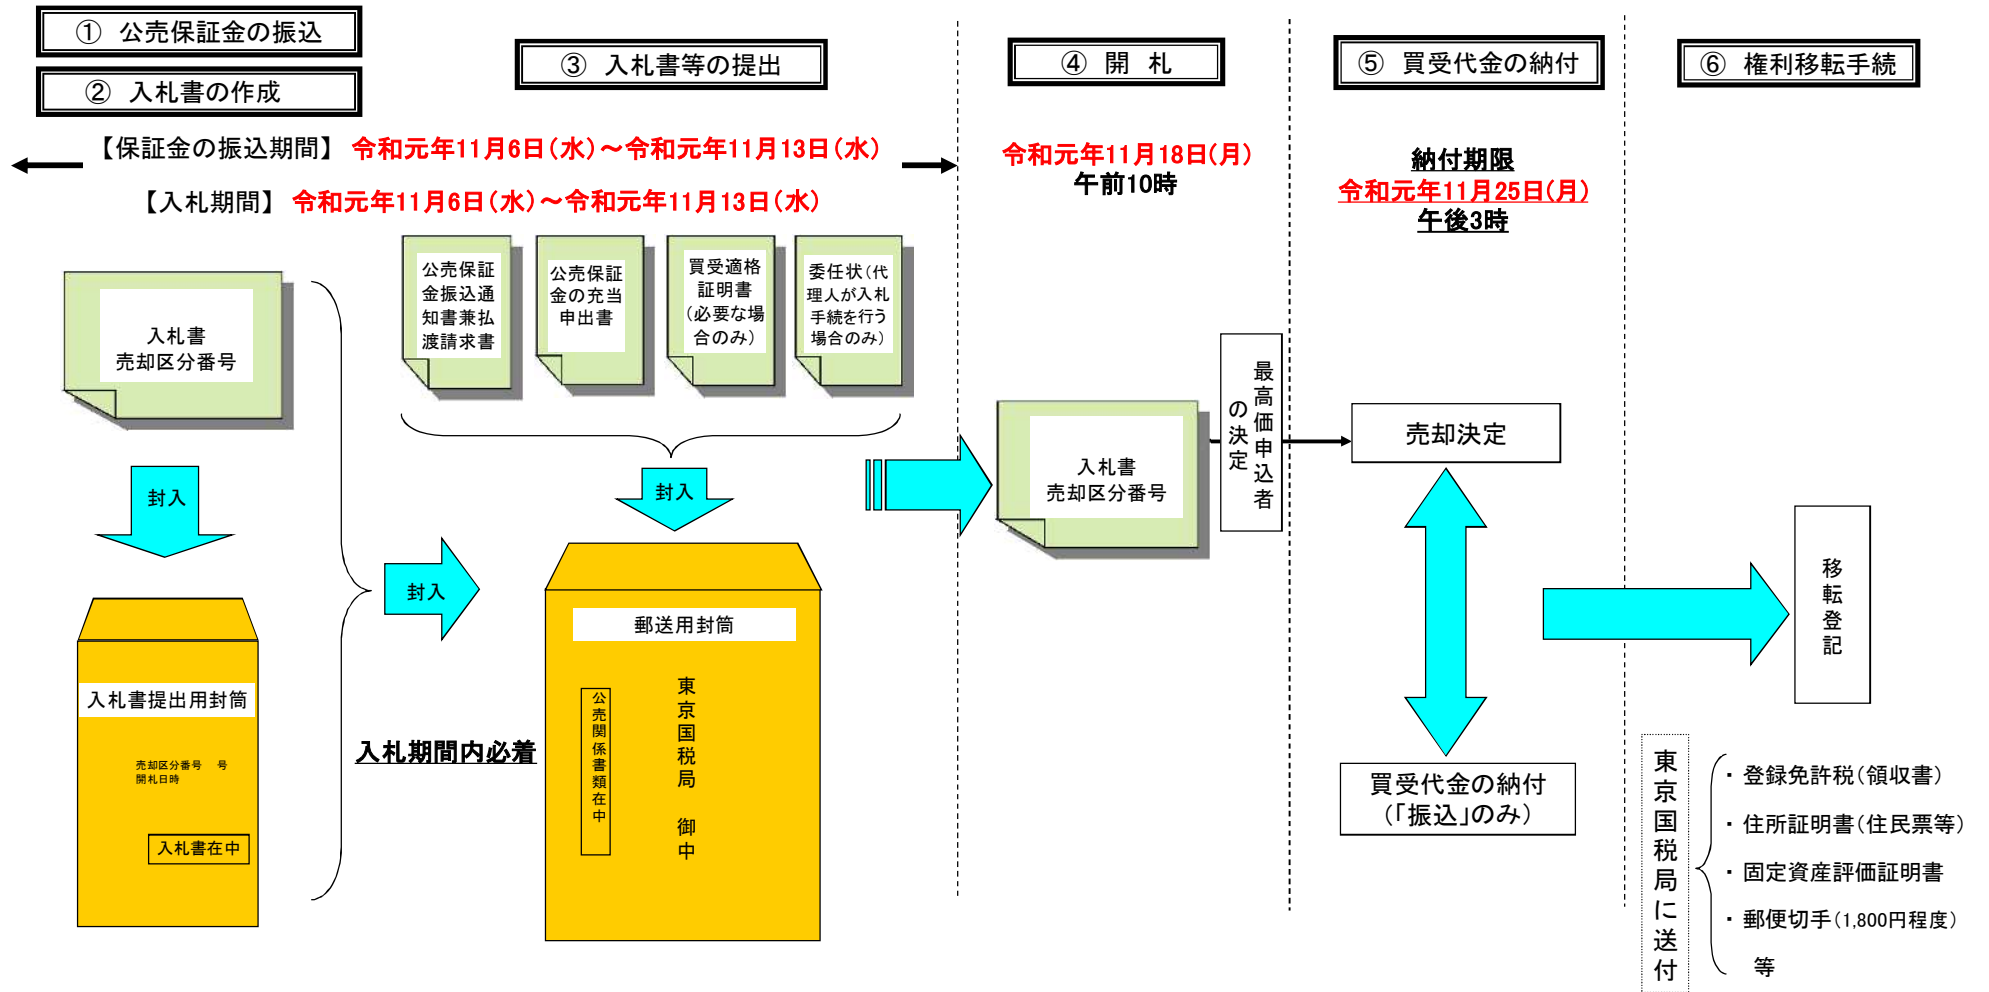 ① 公売保証金の振込
② 入札書の作成
③ 入札書等の提出
④ 開 札
⑤ 買受代金の納付
⑥ 権利移転手続
【保証金の振込期間】 令和元年11月6日(水)～令和元年11月13日(水)
【入札期間】 令和元年11月6日(水)～令和元年11月13日(水)
令和元年11月18日(月)
午前10時
納付期限
令和元年11月25日(月)
午後3時
入札書
売却区分番号
公売保証
金振込通
知書兼払
渡請求書
公売保証
金の充当
申出書
買受適格
証明書
(必要な場
合のみ)
委任状(代
理人が入札
手続を行う
場合のみ)
封入
封入
封入
入札書提出用封筒
売却区分番号 号
開札日時
入札書在中
入札期間内必着
郵送用封筒
公売関係書類在中
東京国税局 御中
入札書
売却区分番号
最高価申込者
の決定
売却決定
買受代金の納付
(「振込」のみ)
移転登記
東京国税局に送付
・ 登録免許税(領収書)
・ 住所証明書(住民票等)
・ 固定資産評価証明書
・ 郵便切手(1,800円程度)
等